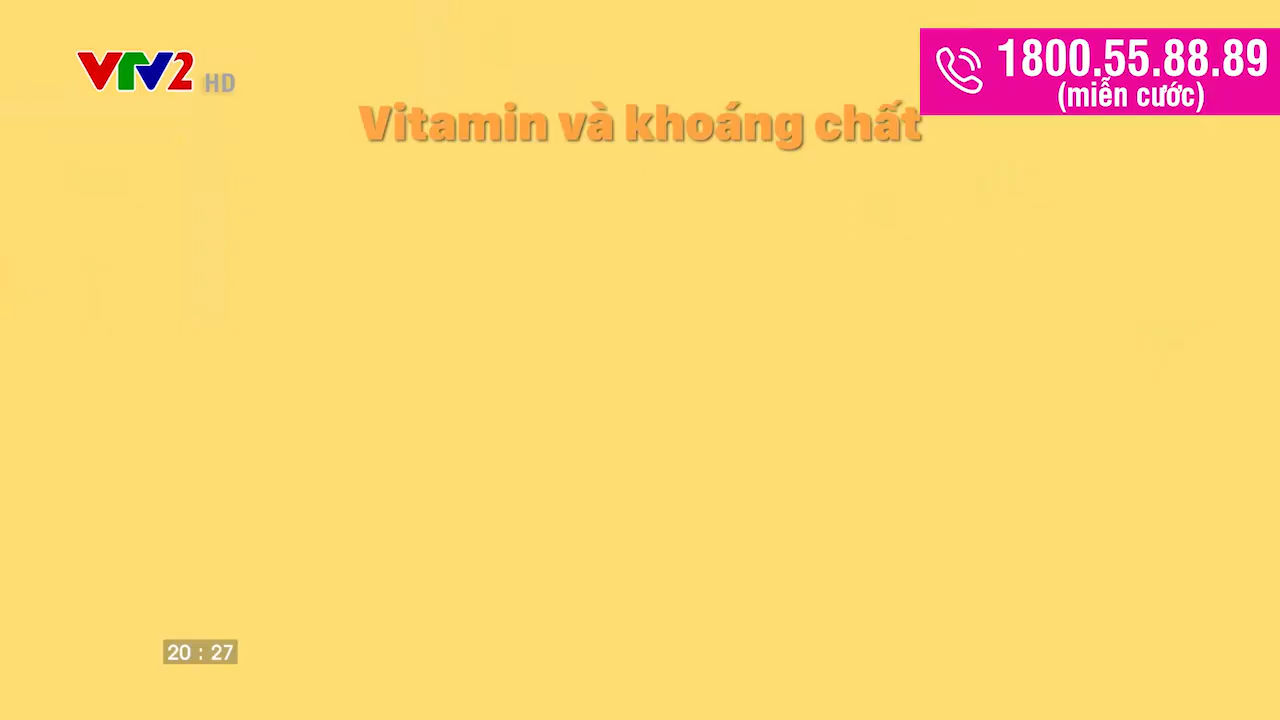 VTV2 HD
1800.55.88.89
(miễn cước)
Vitamin và khoáng chất
20 : 27